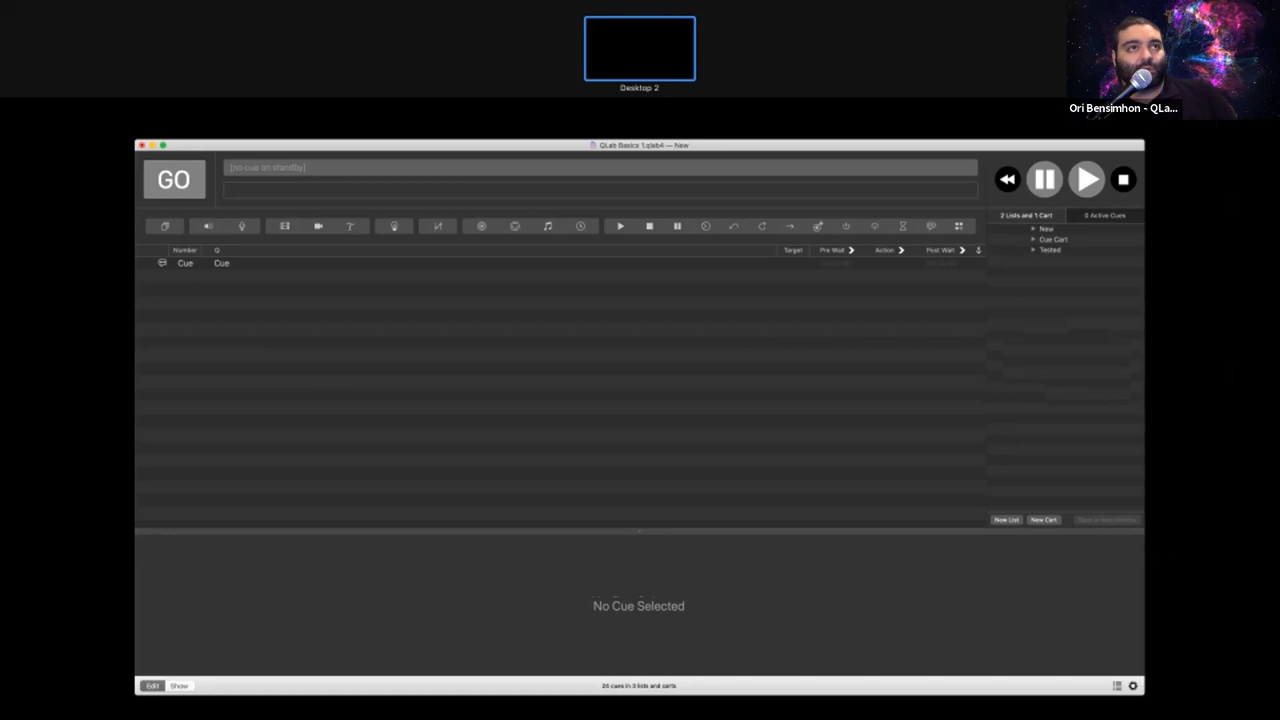 Desktop 2
Ori Bensimhon - QLa...
QLab Basics 1.qlab4 — New
GO
[no cue on standby]
2 Lists and 1 Cart
0 Active Cues
New
Cue Cart
Tested
Number
Q
Target
Pre Wait
Action
Post Wait
Cue
Cue
New List
New Cart
No Cue Selected
Edit
Show
24 cues in 3 lists and carts